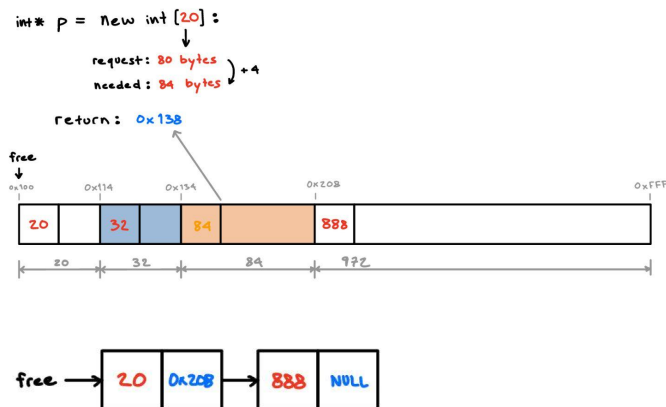 int* p = new int [20] :
request: 80 bytes
needed: 84 bytes
+4
return: 0x138
free
0x100 0x114 0x134 0x208 0xFFF
20 32 84 888
20 32 84 972
free 20 0x208 888 NULL